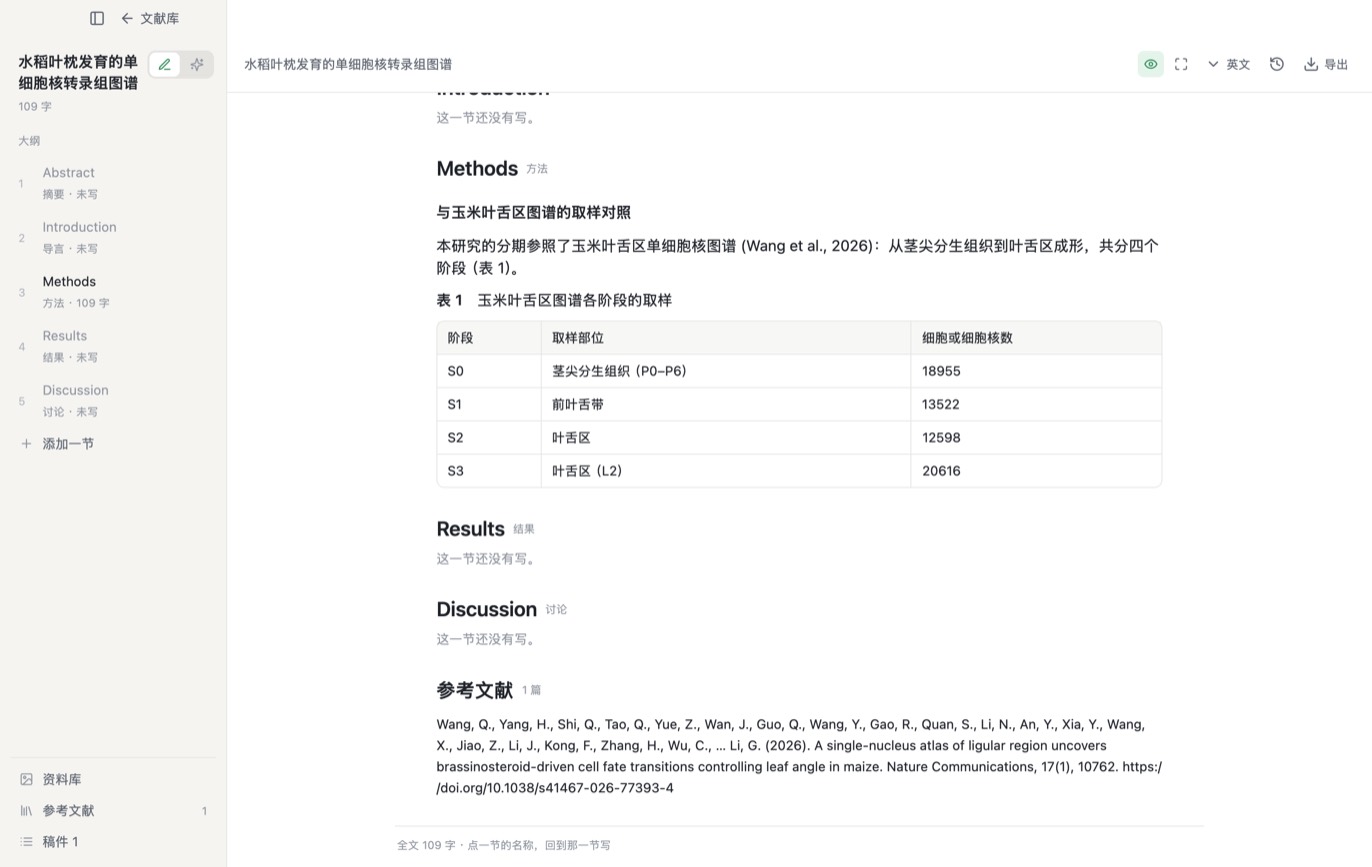 文献库
水稻叶枕发育的单
细胞核转录组图谱
109 字
大纲
1
Abstract
摘要 · 未写
2
Introduction
导言 · 未写
3
Methods
方法 · 109 字
4
Results
结果 · 未写
5
Discussion
讨论 · 未写
添加一节
资料库
参考文献 1
稿件 1
水稻叶枕发育的单细胞核转录组图谱
英文
导出
Introduction
这一节还没有写。
Methods 方法
与玉米叶舌区图谱的取样对照
本研究的分期参照了玉米叶舌区单细胞核图谱 (Wang et al., 2026)：从茎尖分生组织到叶舌区成形，共分四个
阶段（表 1）。
表 1 玉米叶舌区图谱各阶段的取样
阶段 取样部位 细胞或细胞核数
S0 茎尖分生组织（P0–P6） 18955
S1 前叶舌带 13522
S2 叶舌区 12598
S3 叶舌区（L2） 20616
Results 结果
这一节还没有写。
Discussion 讨论
这一节还没有写。
参考文献 1 篇
Wang, Q., Yang, H., Shi, Q., Tao, Q., Yue, Z., Wan, J., Guo, Q., Wang, Y., Gao, R., Quan, S., Li, N., An, Y., Xia, Y., Wang,
X., Jiao, Z., Li, J., Kong, F., Zhang, H., Wu, C., … Li, G. (2026). A single-nucleus atlas of ligular region uncovers
brassinosteroid-driven cell fate transitions controlling leaf angle in maize. Nature Communications, 17(1), 10762. https:/
/doi.org/10.1038/s41467-026-77393-4
全文 109 字 · 点一节的名称，回到那一节写